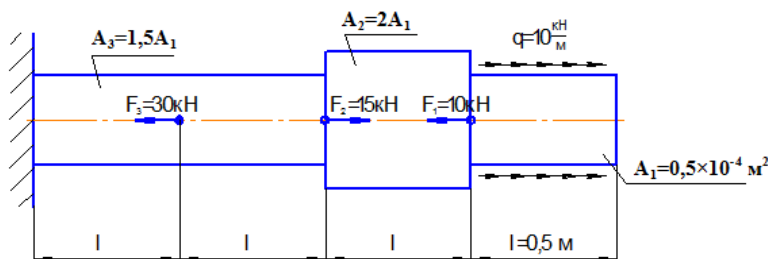 A₃=1,5A₁
A₂=2A₁
q=10 кН/м
F₃=30кН
F₂=15кН
F₁=10кН
A₁=0,5×10⁻⁴ м²
l
l
l
l=0,5 м